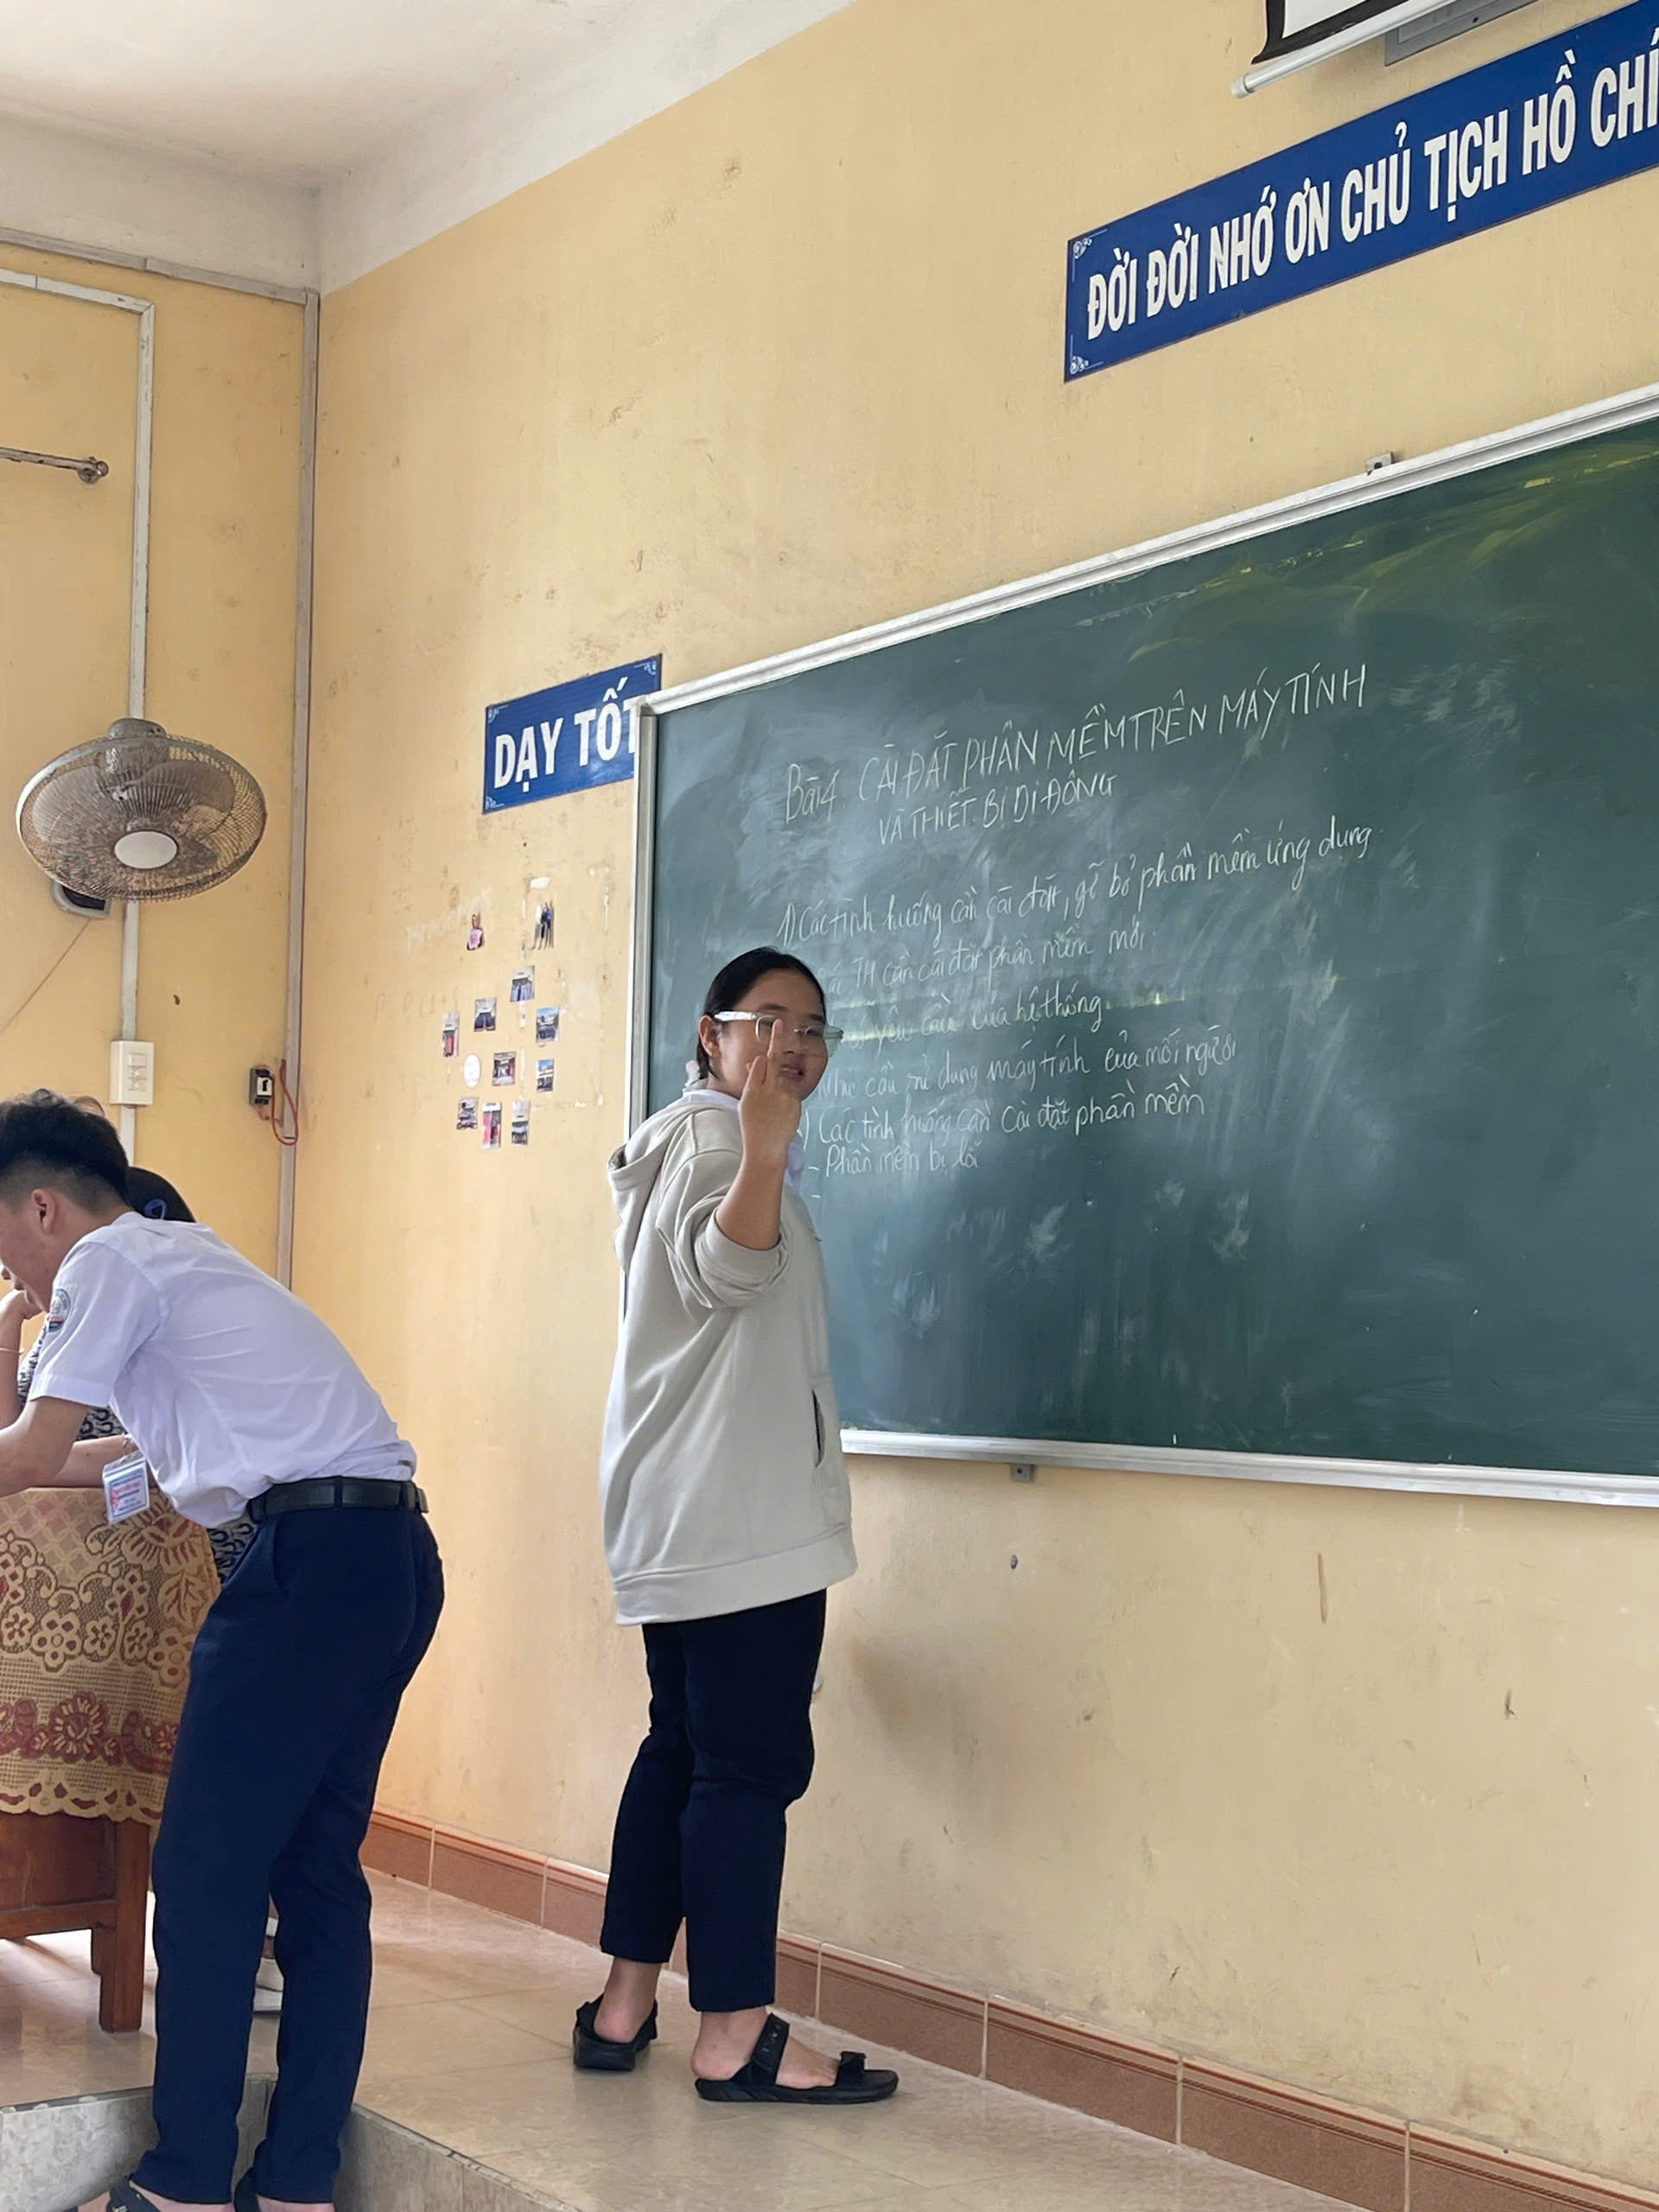 ĐỜI ĐỜI NHỚ ƠN CHỦ TỊCH HỒ CHÍ
DẠY TỐT
Bài 4 CÀI ĐẶT PHẦN MỀM TRÊN MÁY TÍNH
VÀ THIẾT BỊ DI ĐỘNG
1) Các tình huống cần cài đặt, gỡ bỏ phần mềm ứng dụng
TH cần cài đặt phần mềm mới
yêu cầu của hệ thống
cầu sử dụng máy tính của mỗi người
) Các tình huống cần cài đặt phần mềm
- Phần mềm bị lỗi
-